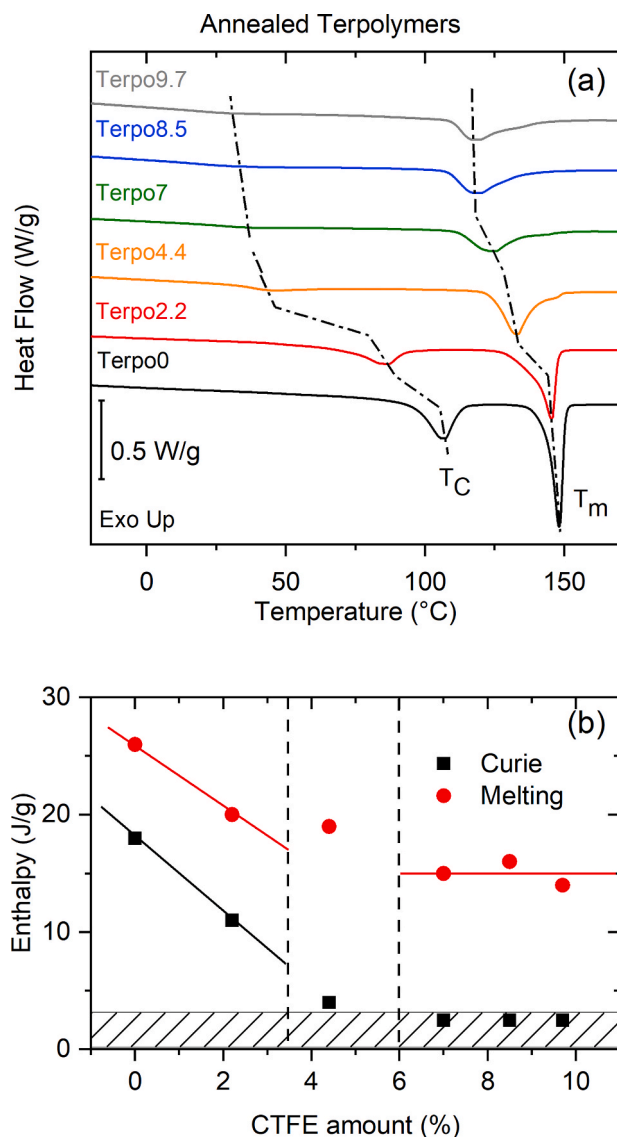 Annealed Terpolymers
(a)
Terpo9.7
Terpo8.5
Terpo7
Terpo4.4
Terpo2.2
Terpo0
0.5 W/g
Exo Up
TC
Tm
Heat Flow (W/g)
0 50 100 150
Temperature (°C)
(b)
30
20
10
0
Curie
Melting
Enthalpy (J/g)
0 2 4 6 8 10
CTFE amount (%)